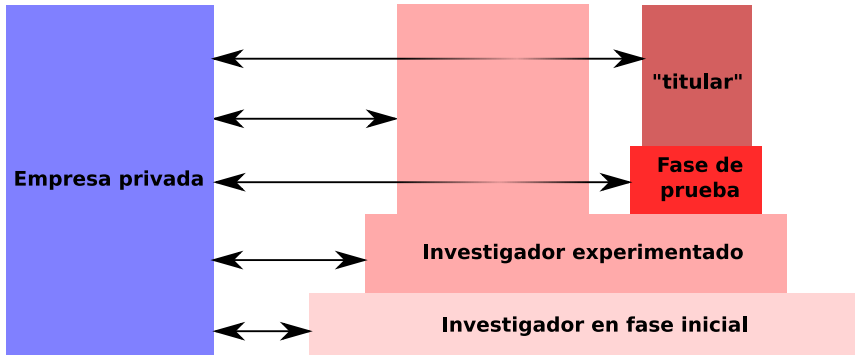 "titular"
Fase de
prueba
Empresa privada
Investigador experimentado
Investigador en fase inicial